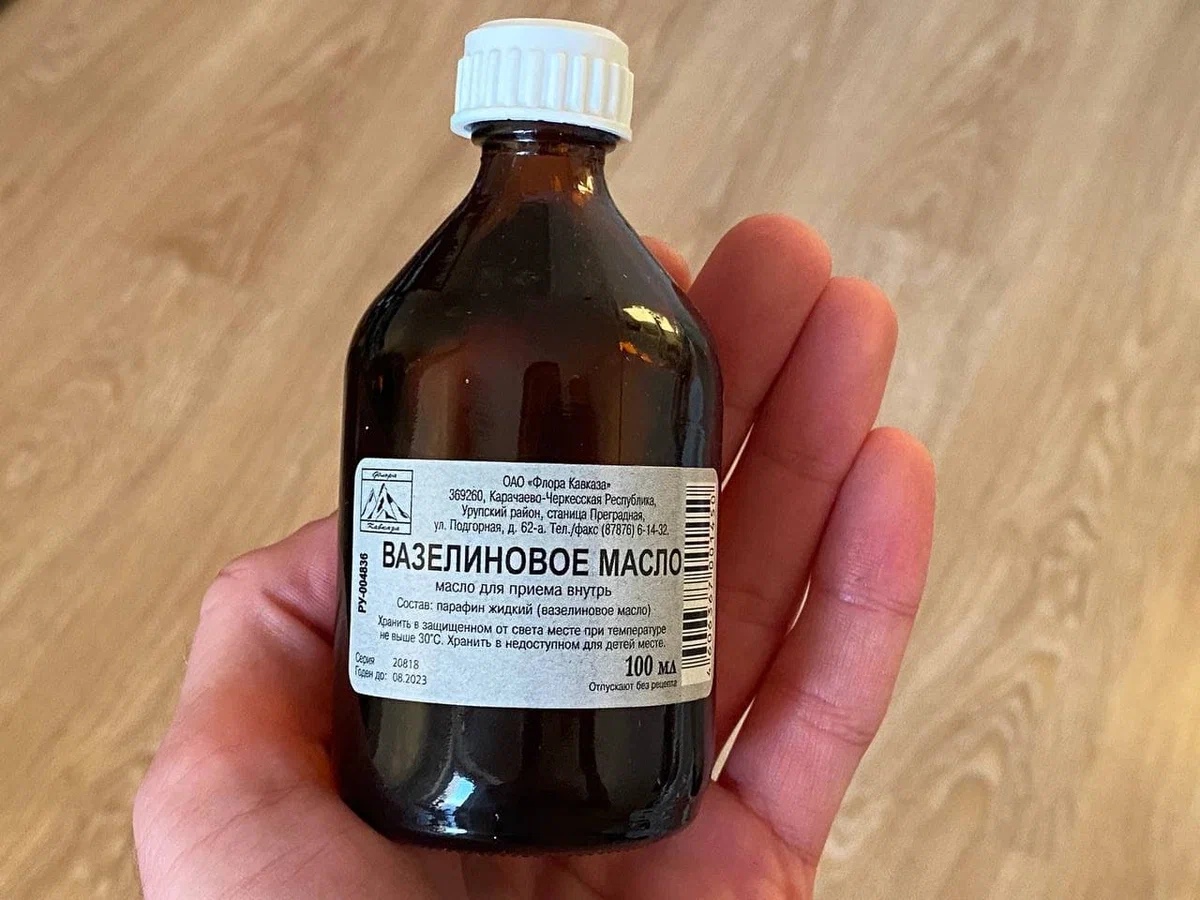 Флора
Кавказа
ОАО «Флора Кавказа»
369260, Карачаево-Черкесская Республика,
Урупский район, станица Преградная,
ул. Подгорная, д. 62-а. Тел./факс (87876) 6-14-32.
ВАЗЕЛИНОВОЕ МАСЛО
масло для приема внутрь
Состав: парафин жидкий (вазелиновое масло)
Хранить в защищенном от света месте при температуре
не выше 30°С. Хранить в недоступном для детей месте.
Серия 20818
Годен до: 08.2023
100 мл
Отпускают без рецепта
РУ-004836